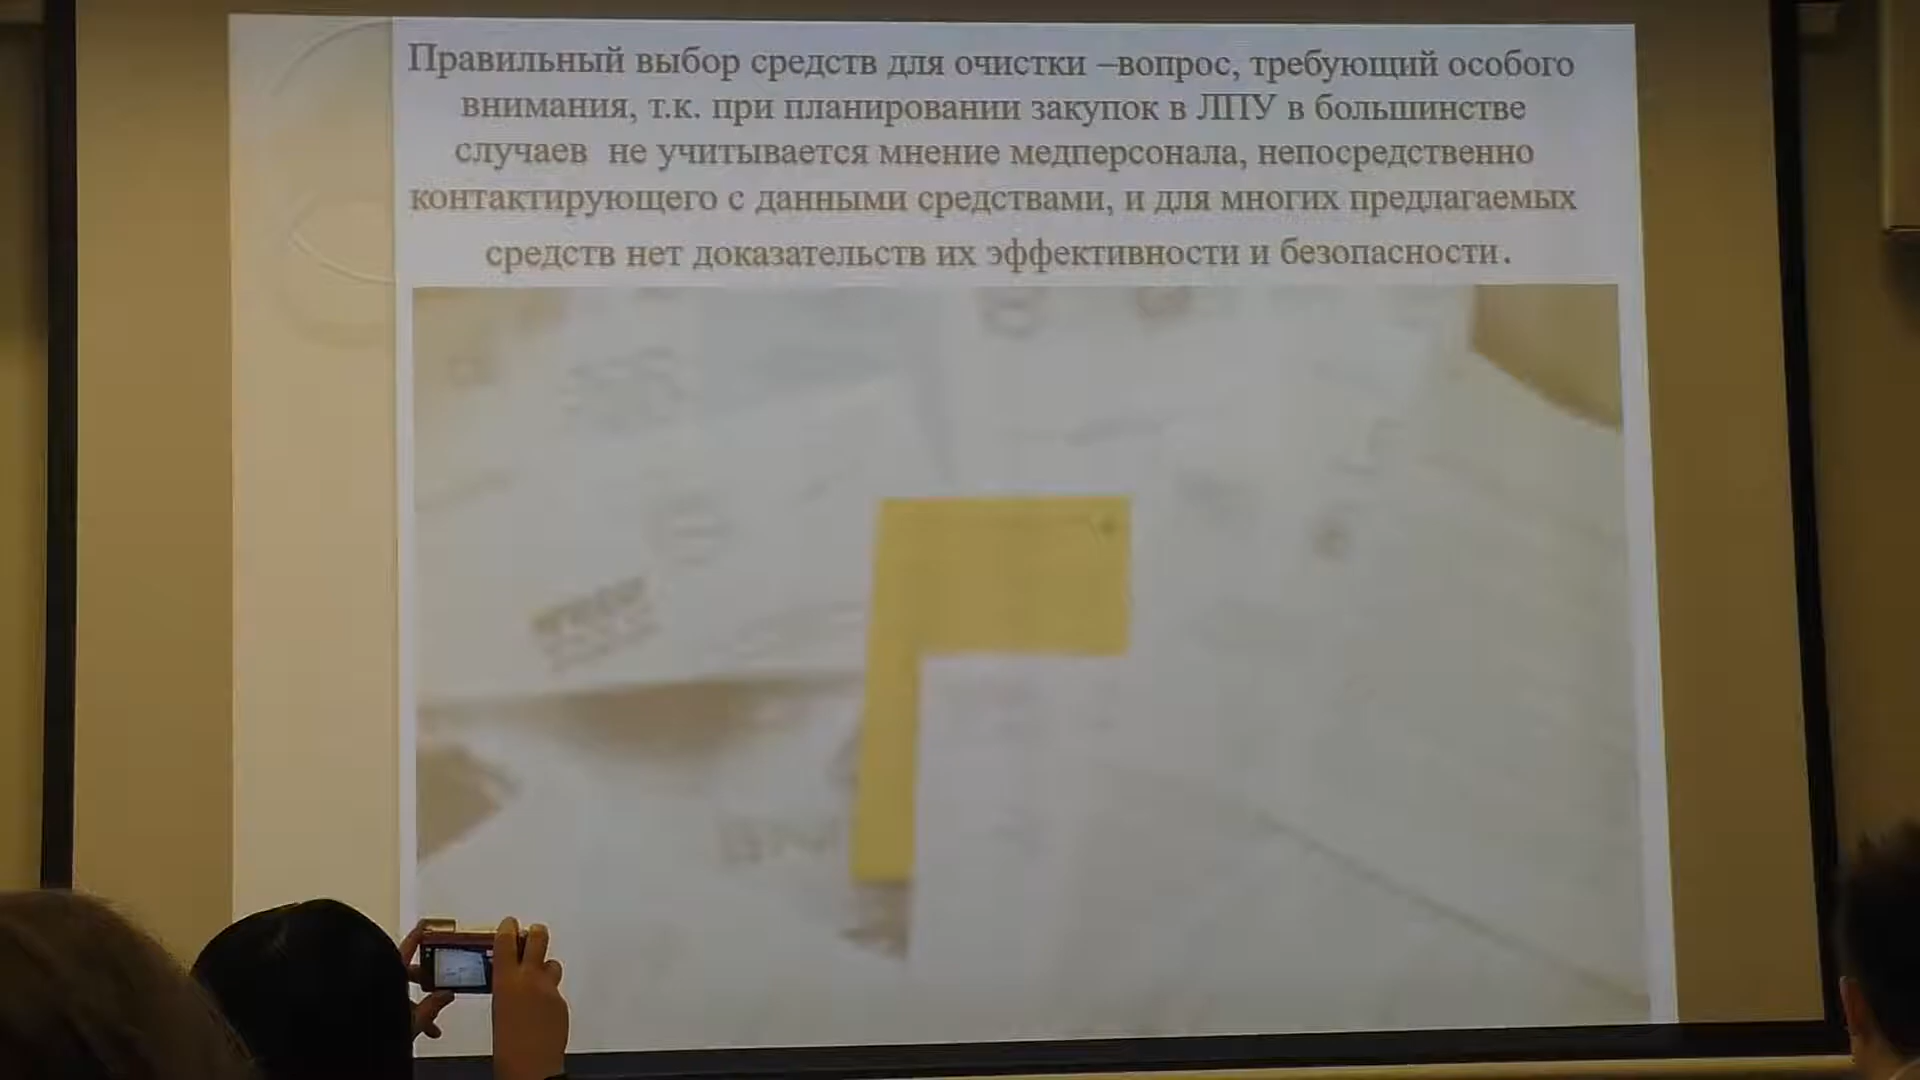 Правильный выбор средств для очистки –вопрос, требующий особого
внимания, т.к. при планировании закупок в ЛПУ в большинстве
случаев не учитывается мнение медперсонала, непосредственно
контактирующего с данными средствами, и для многих предлагаемых
средств нет доказательств их эффективности и безопасности.